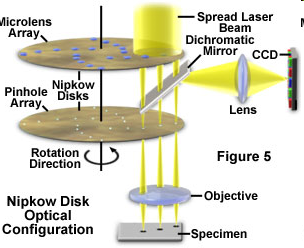 Microlens
Array
Spread Laser
Beam
Dichromatic
Mirror
CCD
Nipkow
Disks
Pinhole
Array
Lens
Rotation
Direction
Figure 5
Objective
Nipkow Disk
Optical
Configuration
Specimen